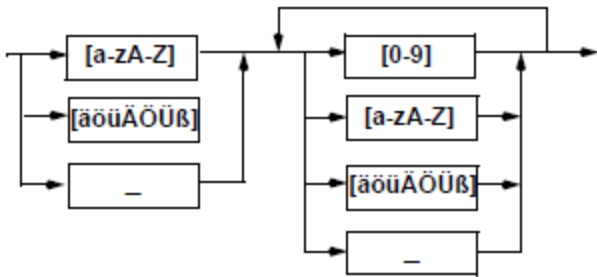 [a-zA-Z] [0-9]
[äöüÄÖÜß] [a-zA-Z]
_ [äöüÄÖÜß]
_